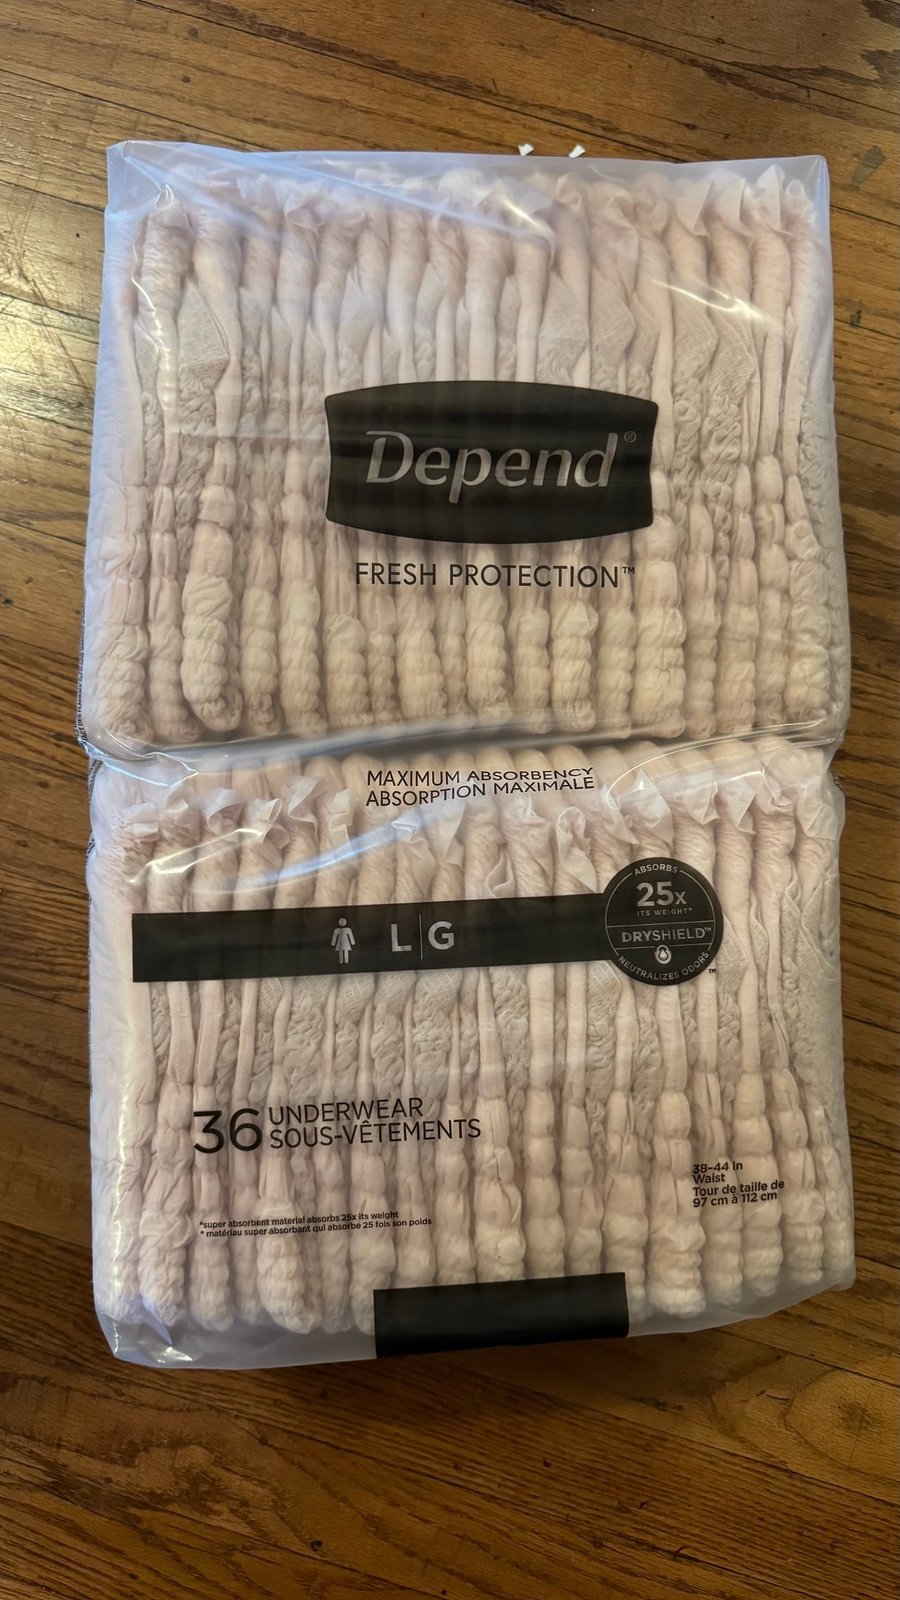 Depend®
FRESH PROTECTION™
MAXIMUM ABSORBENCY
ABSORPTION MAXIMALE
L|G
ABSORBS
25x
ITS WEIGHT*
DRYSHIELD™
NEUTRALIZES ODORS™
36 UNDERWEAR
SOUS-VÊTEMENTS
38-44 In
Waist
Tour de taille de
97 cm à 112 cm
*super absorbent material absorbs 25x its weight
* matériau super absorbant qui absorbe 25 fois son poids